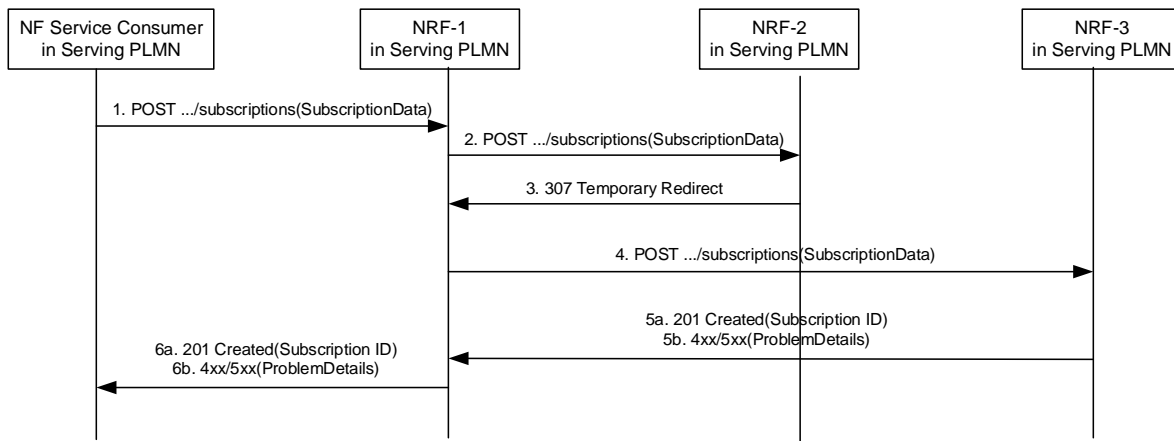 NF Service Consumer
in Serving PLMN
NRF-1
in Serving PLMN
NRF-2
in Serving PLMN
NRF-3
in Serving PLMN
1. POST .../subscriptions(SubscriptionData)
2. POST .../subscriptions(SubscriptionData)
3. 307 Temporary Redirect
4. POST .../subscriptions(SubscriptionData)
5a. 201 Created(Subscription ID)
5b. 4xx/5xx(ProblemDetails)
6a. 201 Created(Subscription ID)
6b. 4xx/5xx(ProblemDetails)